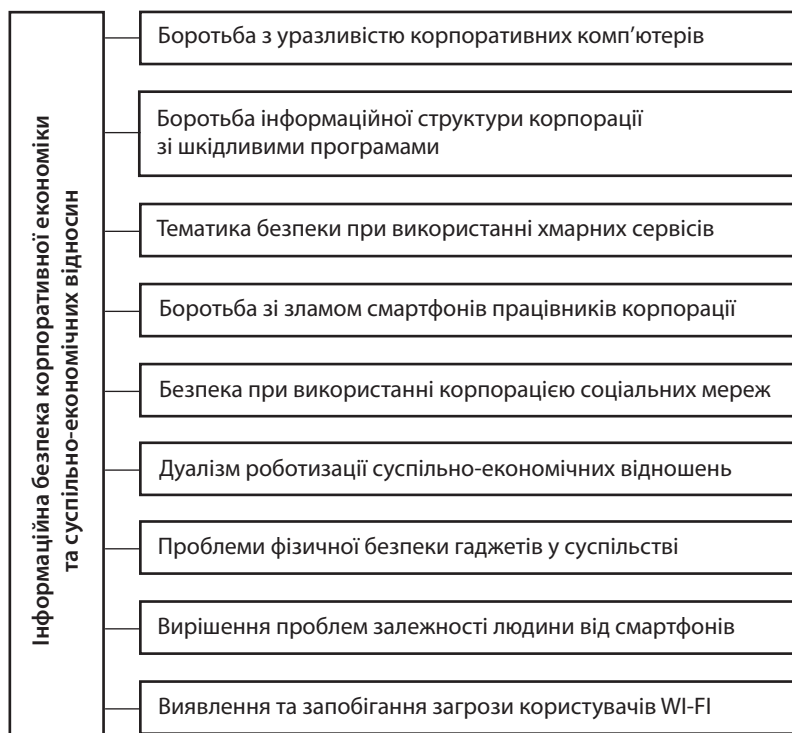 Інформаційна безпека корпоративної економіки
та суспільно-економічних відносин
Боротьба з уразливістю корпоративних комп’ютерів
Боротьба інформаційної структури корпорації
зі шкідливими програмами
Тематика безпеки при використанні хмарних сервісів
Боротьба зі зламом смартфонів працівників корпорації
Безпека при використанні корпорацією соціальних мереж
Дуалізм роботизації суспільно-економічних відношень
Проблеми фізичної безпеки гаджетів у суспільстві
Вирішення проблем залежності людини від смартфонів
Виявлення та запобігання загрози користувачів WI-FI